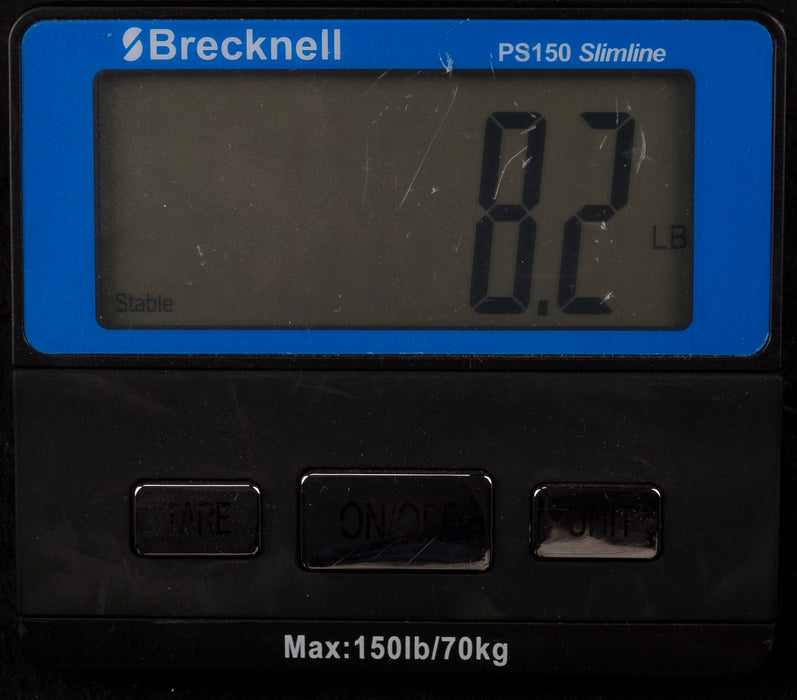 Brecknell
PS150 Slimline
8.2
LB
Stable
TARE
ON/OFF
UNIT
Max:150lb/70kg